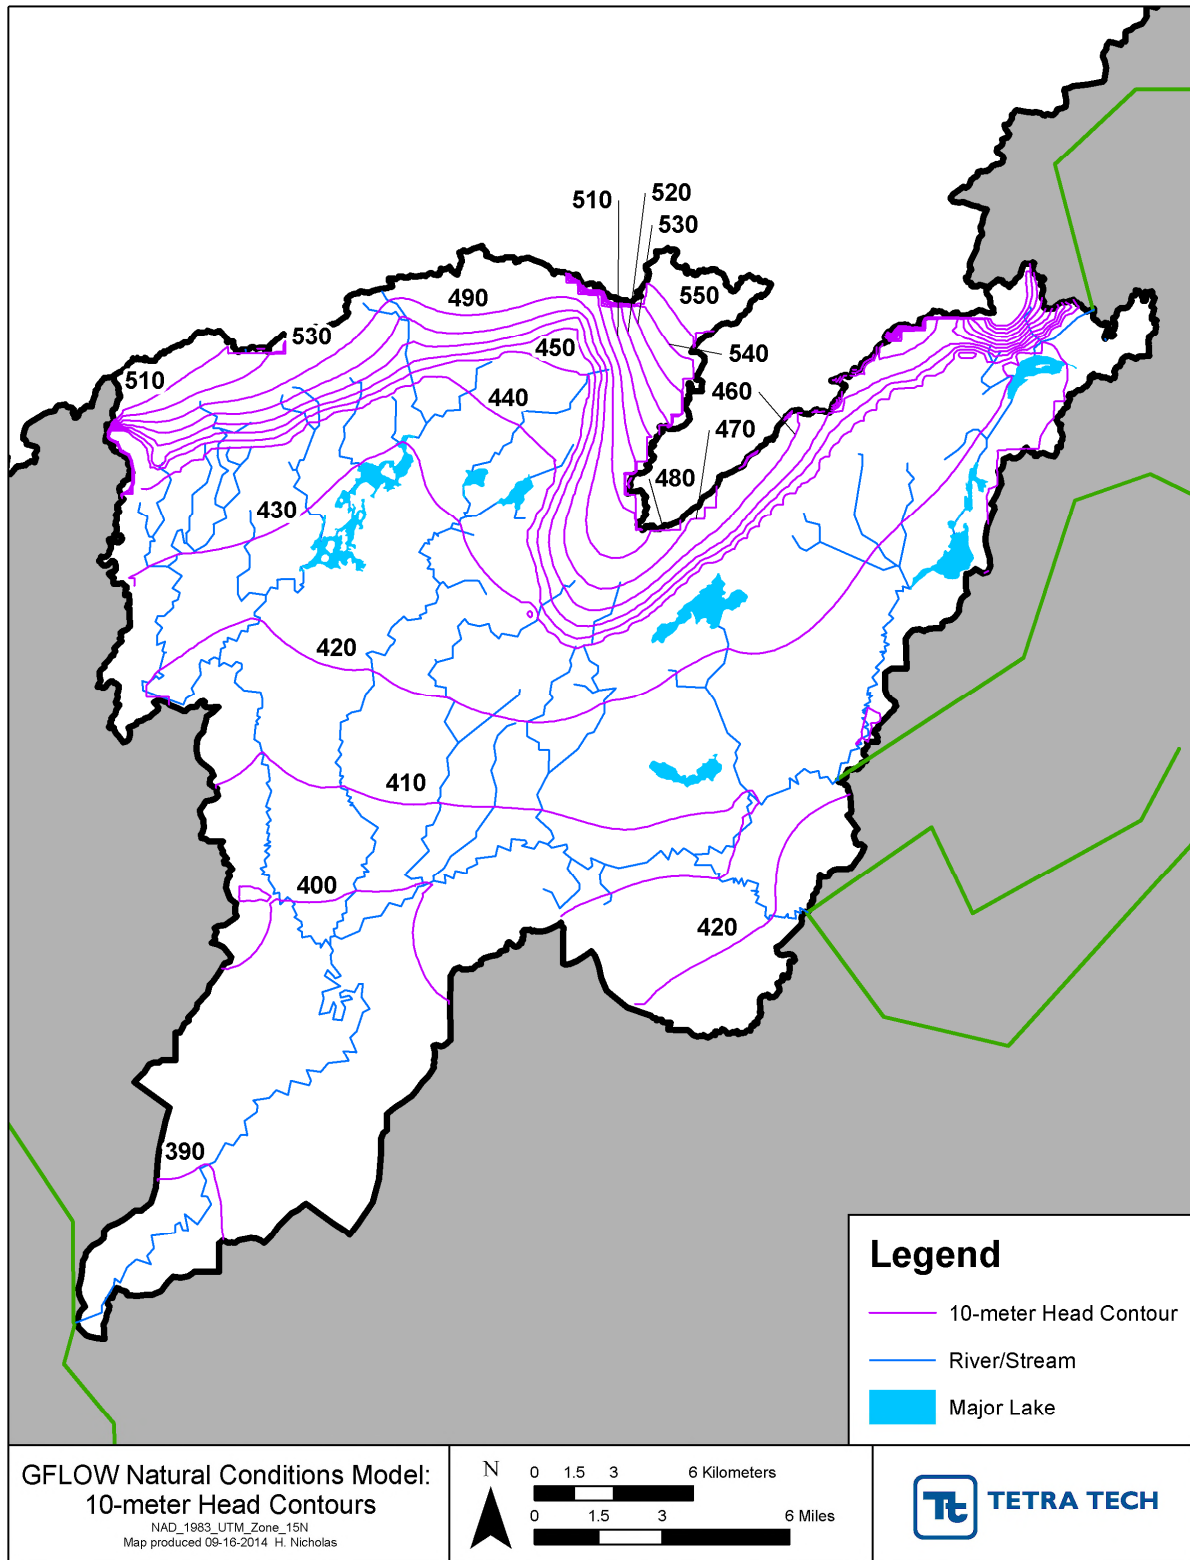 520
510
530
550
490
530
450
540
510
460
440
470
480
430
420
410
400
420
390
Legend
10-meter Head Contour
River/Stream
Major Lake
GFLOW Natural Conditions Model:
10-meter Head Contours
NAD_1983_UTM_Zone_15N
Map produced 09-16-2014 H. Nicholas
N
0 1.5 3 6 Kilometers
0 1.5 3 6 Miles
Tt TETRA TECH